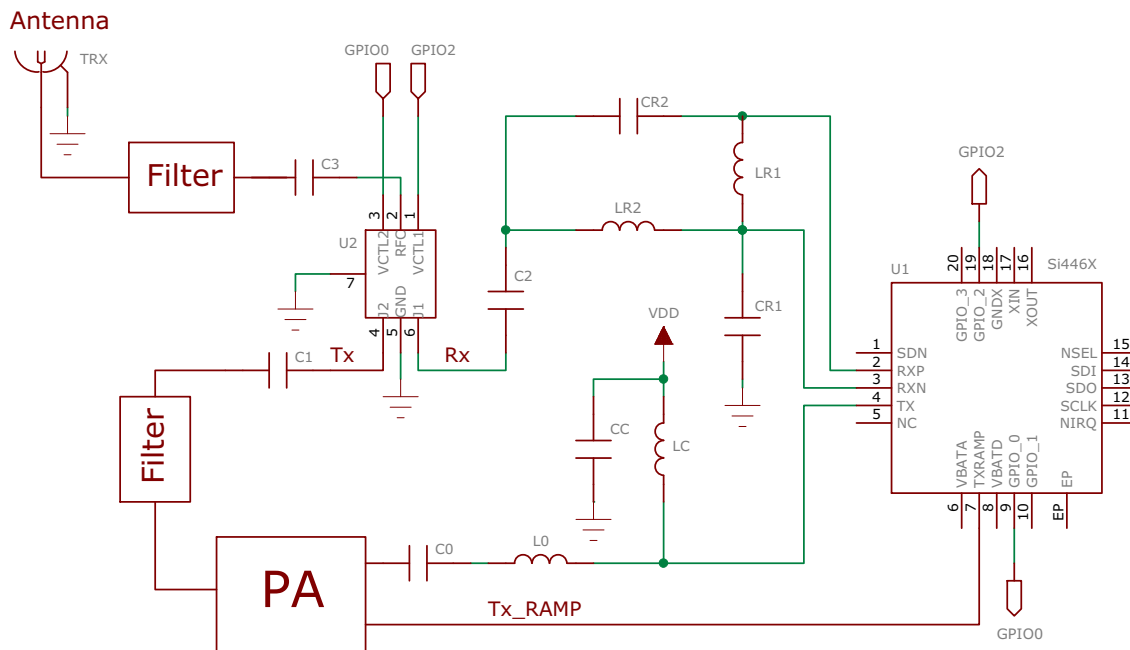 Antenna
TRX
GPIO0
GPIO2
CR2
Filter
C3
LR1
GPIO2
LR2
3
2
1
U2
VCTL2
RFC
VCTL1
7
C2
U1
Si446X
20
19
18
17
16
GPIO_3
GPIO_2
GNDX
XIN
XOUT
J2
GND
J1
4
5
6
CR1
VDD
Tx
Rx
C1
1
SDN
NSEL
15
2
RXP
SDI
14
3
RXN
SDO
13
4
TX
SCLK
12
5
NC
NIRQ
11
Filter
CC
LC
VBATA
TXRAMP
VBATD
GPIO_0
GPIO_1
EP
6
7
8
9
10
EP
C0
L0
PA
Tx_RAMP
GPIO0